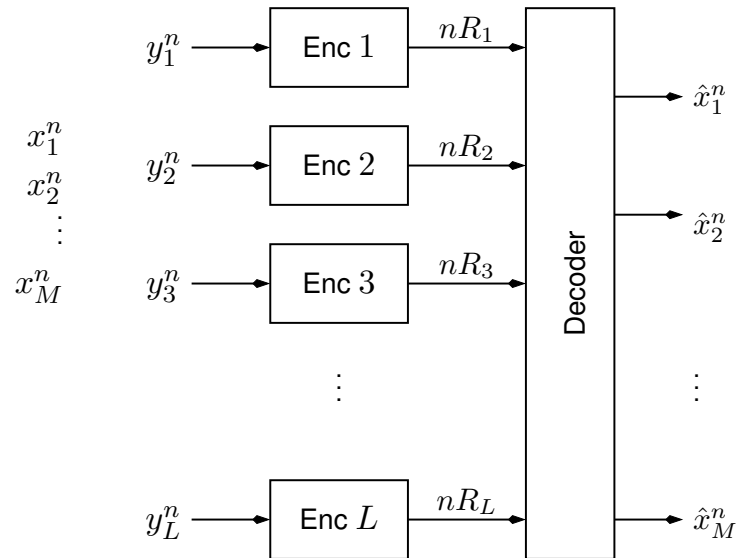 y_1^n Enc 1 nR_1
x̂_1^n
x_1^n
y_2^n Enc 2 nR_2
x_2^n
x̂_2^n
⋮
Decoder
x_M^n y_3^n Enc 3 nR_3
⋮ ⋮
y_L^n Enc L nR_L x̂_M^n